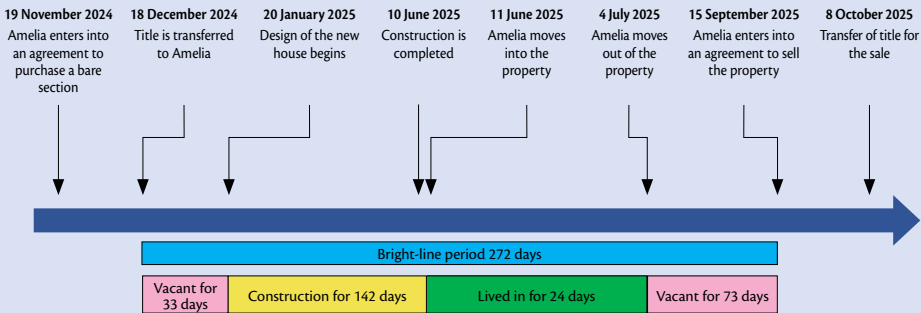 19 November 2024
Amelia enters into
an agreement to
purchase a bare
section
18 December 2024
Title is transferred
to Amelia
20 January 2025
Design of the new
house begins
10 June 2025
Construction is
completed
11 June 2025
Amelia moves
into the
property
4 July 2025
Amelia moves
out of the
property
15 September 2025
Amelia enters into
an agreement to sell
the property
8 October 2025
Transfer of title for
the sale
Bright-line period 272 days
Vacant for
33 days
Construction for 142 days
Lived in for 24 days
Vacant for 73 days